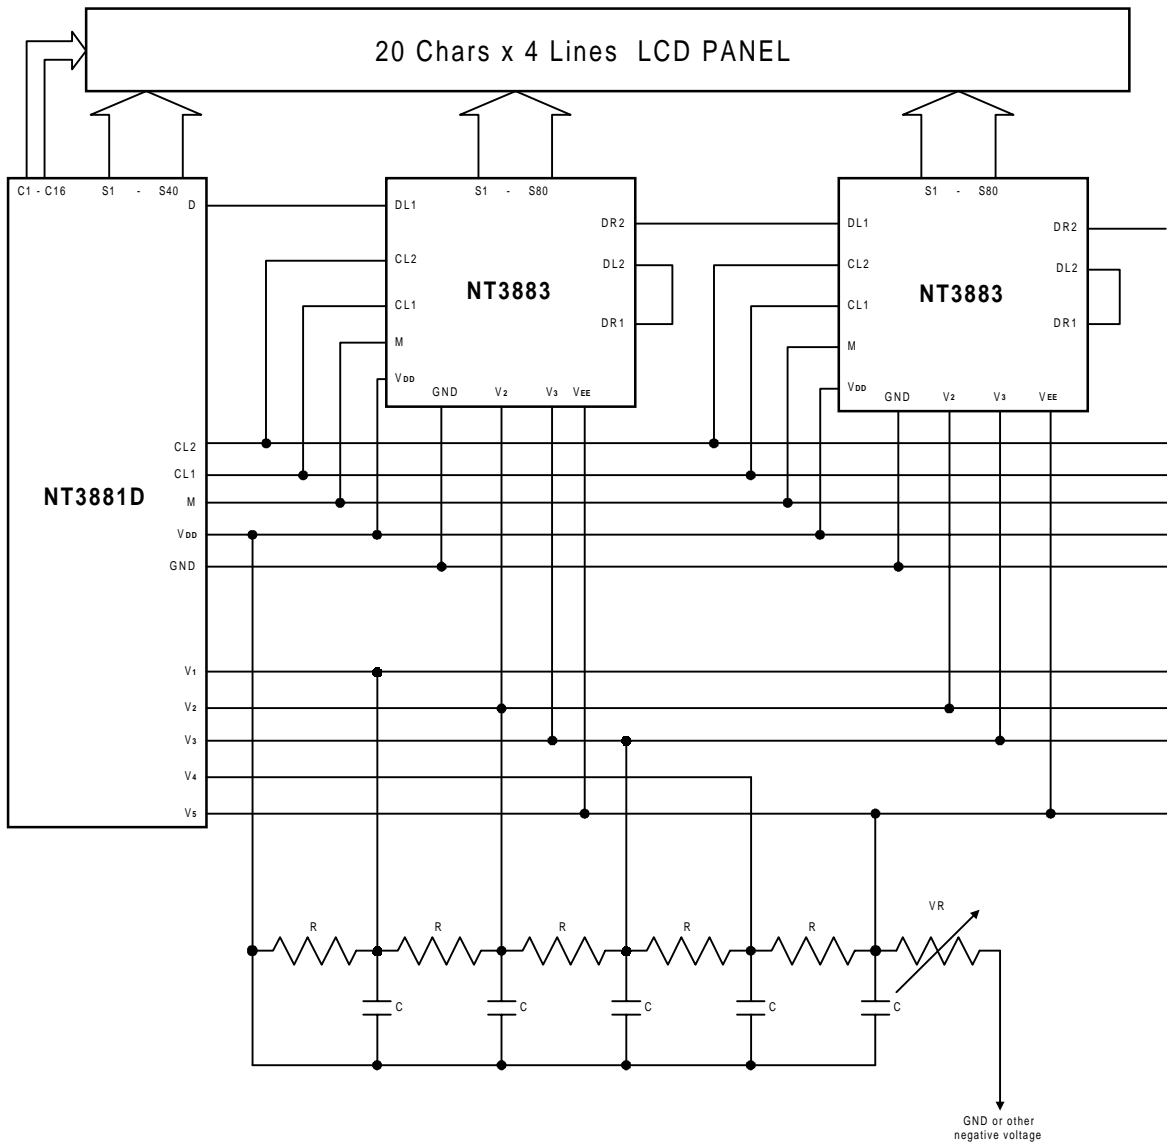 20 Chars x 4 Lines LCD PANEL
C1 - C16 S1 - S40
D
S1 - S80
DL1
CL2
CL1
M
VDD
NT3883
DR2
DL2
DR1
GND V2 V3 VEE
S1 - S80
DL1
CL2
CL1
M
VDD
NT3883
DR2
DL2
DR1
GND V2 V3 VEE
NT3881D
CL2
CL1
M
VDD
GND
V1
V2
V3
V4
V5
R R R R R VR
C C C C C
GND or other
negative voltage